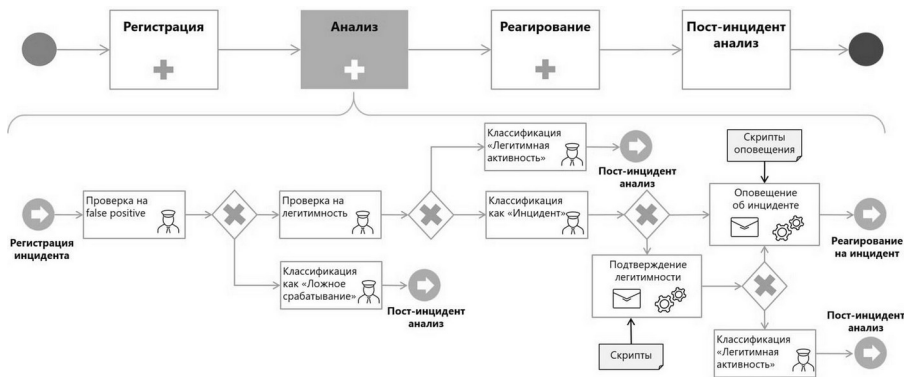 Регистрация
Анализ
Реагирование
Пост-инцидент
анализ
Классификация
«Легитимная
активность»
Пост-инцидент
анализ
Скрипты
оповещения
Проверка на
false positive
Проверка на
легитимность
Классификация
как «Инцидент»
Оповещение
об инциденте
Регистрация
инцидента
Реагирование
на инцидент
Классификация
как «Ложное
срабатывание»
Пост-инцидент
анализ
Подтверждение
легитимности
Скрипты
Классификация
«Легитимная
активность»
Пост-инцидент
анализ